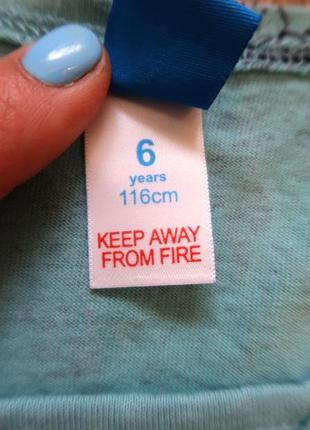 6
years
116cm
KEEP AWAY
FROM FIRE